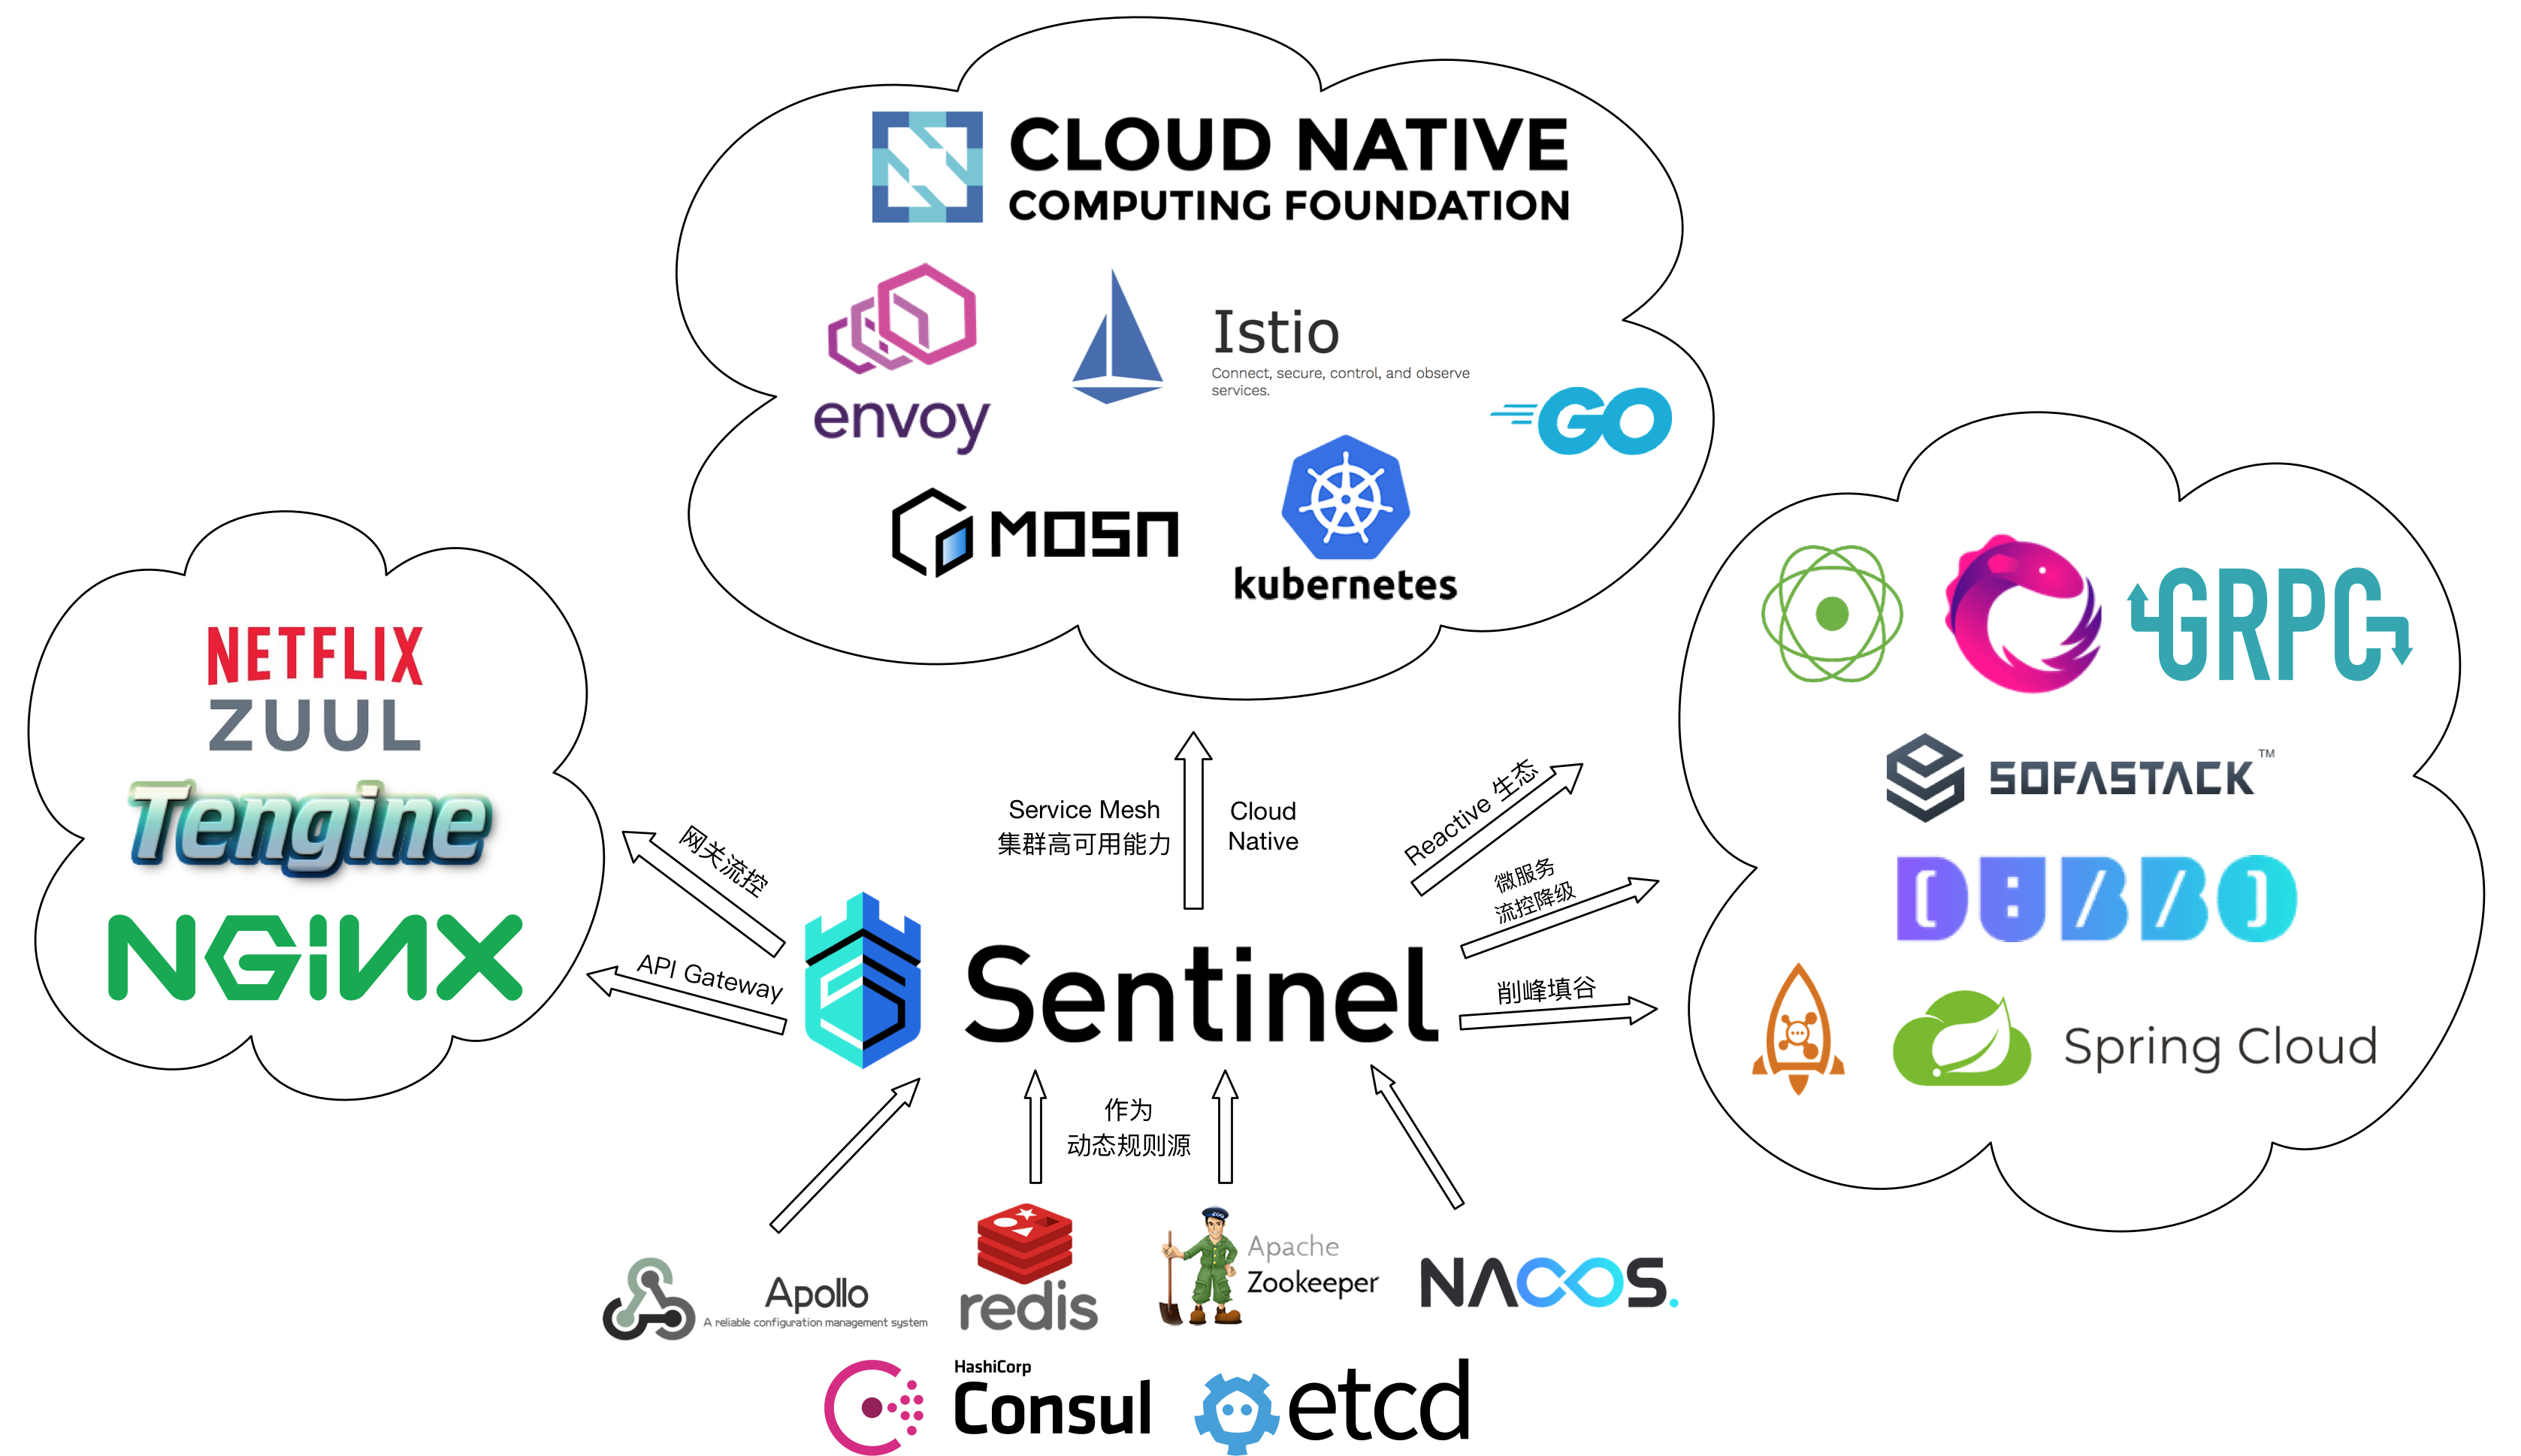 CLOUD NATIVE
COMPUTING FOUNDATION
envoy
Istio
Connect, secure, control, and observe
services.
GO
MOSN
kubernetes
NETFLIX
ZUUL
Tengine
NGINX
GRPC
SOFASTACK™
DUBBO
Spring Cloud
Service Mesh
集群高可用能力
Cloud
Native
Reactive 生态
微服务
流控降级
削峰填谷
网关流控
API Gateway
Sentinel
作为
动态规则源
Apollo
A reliable configuration management system
redis
Apache
Zookeeper
NACOS.
HashiCorp
Consul
etcd